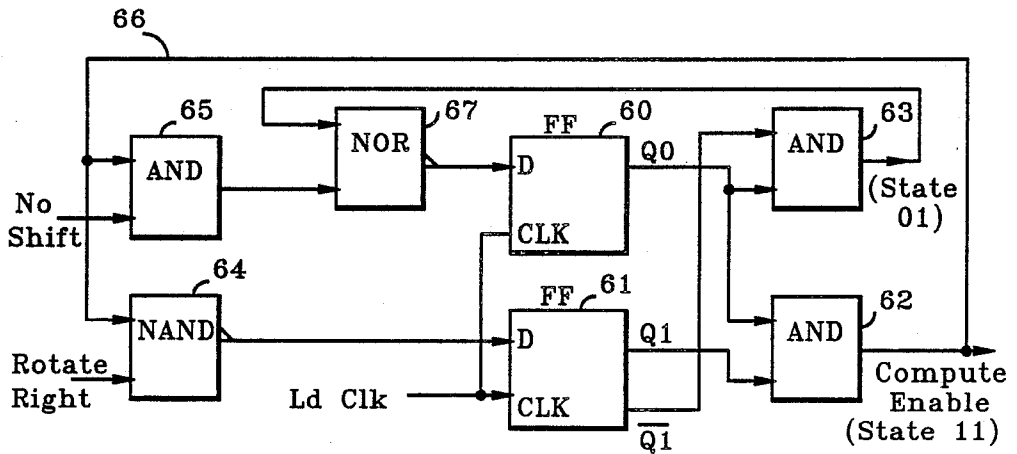 66
65
67
FF
60
63
AND
NOR
D
Q0
AND
No
Shift
CLK
(State
01)
64
FF
61
62
NAND
D
Q1
AND
Rotate
Right
Ld Clk
CLK
Q1
Compute
Enable
(State 11)